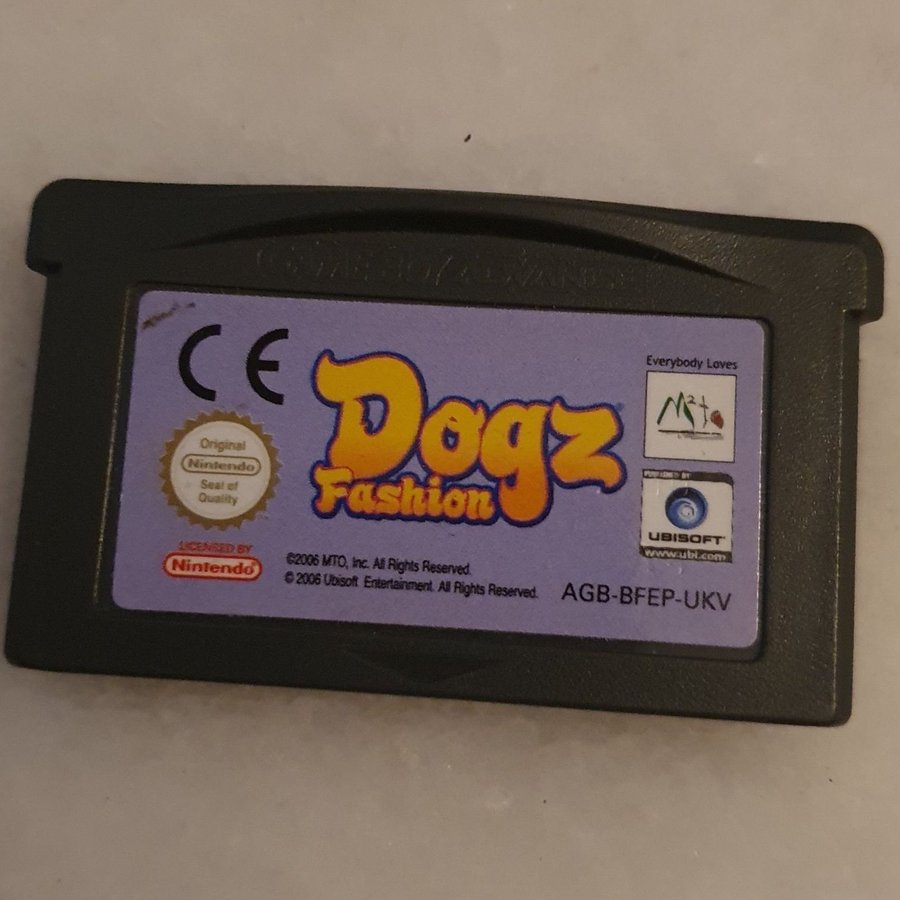 GAME BOY ADVANCE
CE
Dogz
Fashion
Original
Nintendo
Seal of
Quality
LICENSED BY
Nintendo
©2006 MTO, Inc. All Rights Reserved.
© 2006 Ubisoft Entertainment. All Rights Reserved.
Everybody Loves
UBISOFT
www.ubi.com
AGB-BFEP-UKV